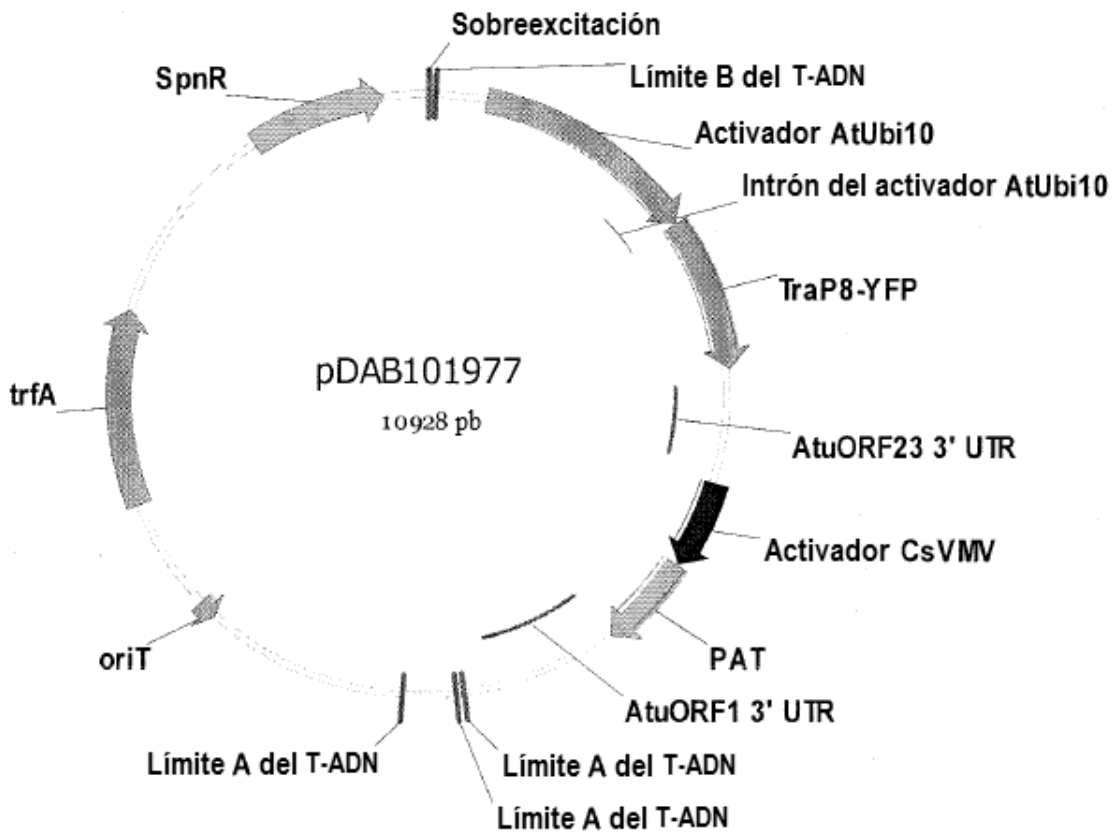 Sobreexcitación
SpnR
Límite B del T-ADN
Activador AtUbi10
Intrón del activador AtUbi10
TraP8-YFP
pDAB101977
10928 pb
trfA
AtuORF23 3' UTR
Activador CsVMV
oriT
PAT
AtuORF1 3' UTR
Límite A del T-ADN
Límite A del T-ADN
Límite A del T-ADN